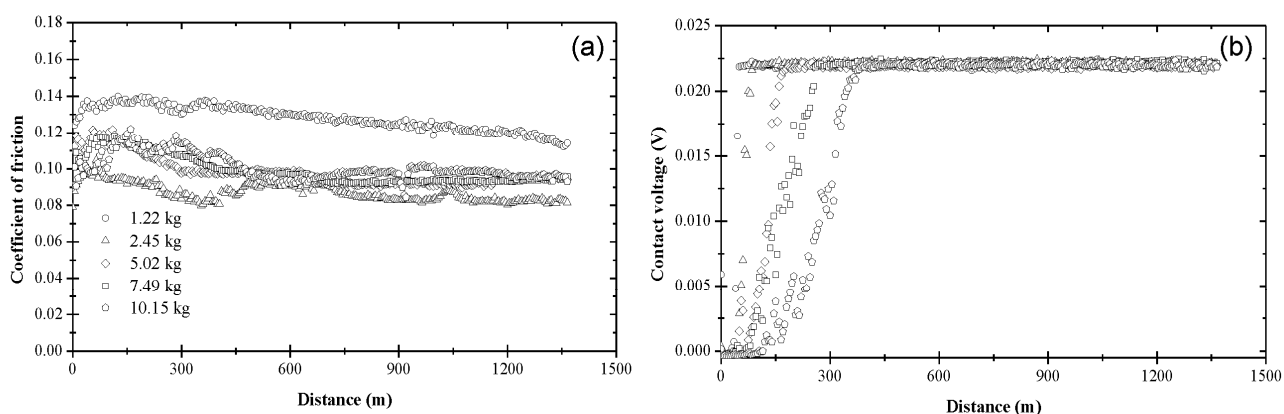 (a)
Coefficient of friction
0.18
0.16
0.14
0.12
0.10
0.08
0.06
0.04
0.02
0.00
1.22 kg
2.45 kg
5.02 kg
7.49 kg
10.15 kg
0
300
600
900
1200
1500
Distance (m)
(b)
Contact voltage (V)
0.025
0.020
0.015
0.010
0.005
0.000
0
300
600
900
1200
1500
Distance (m)